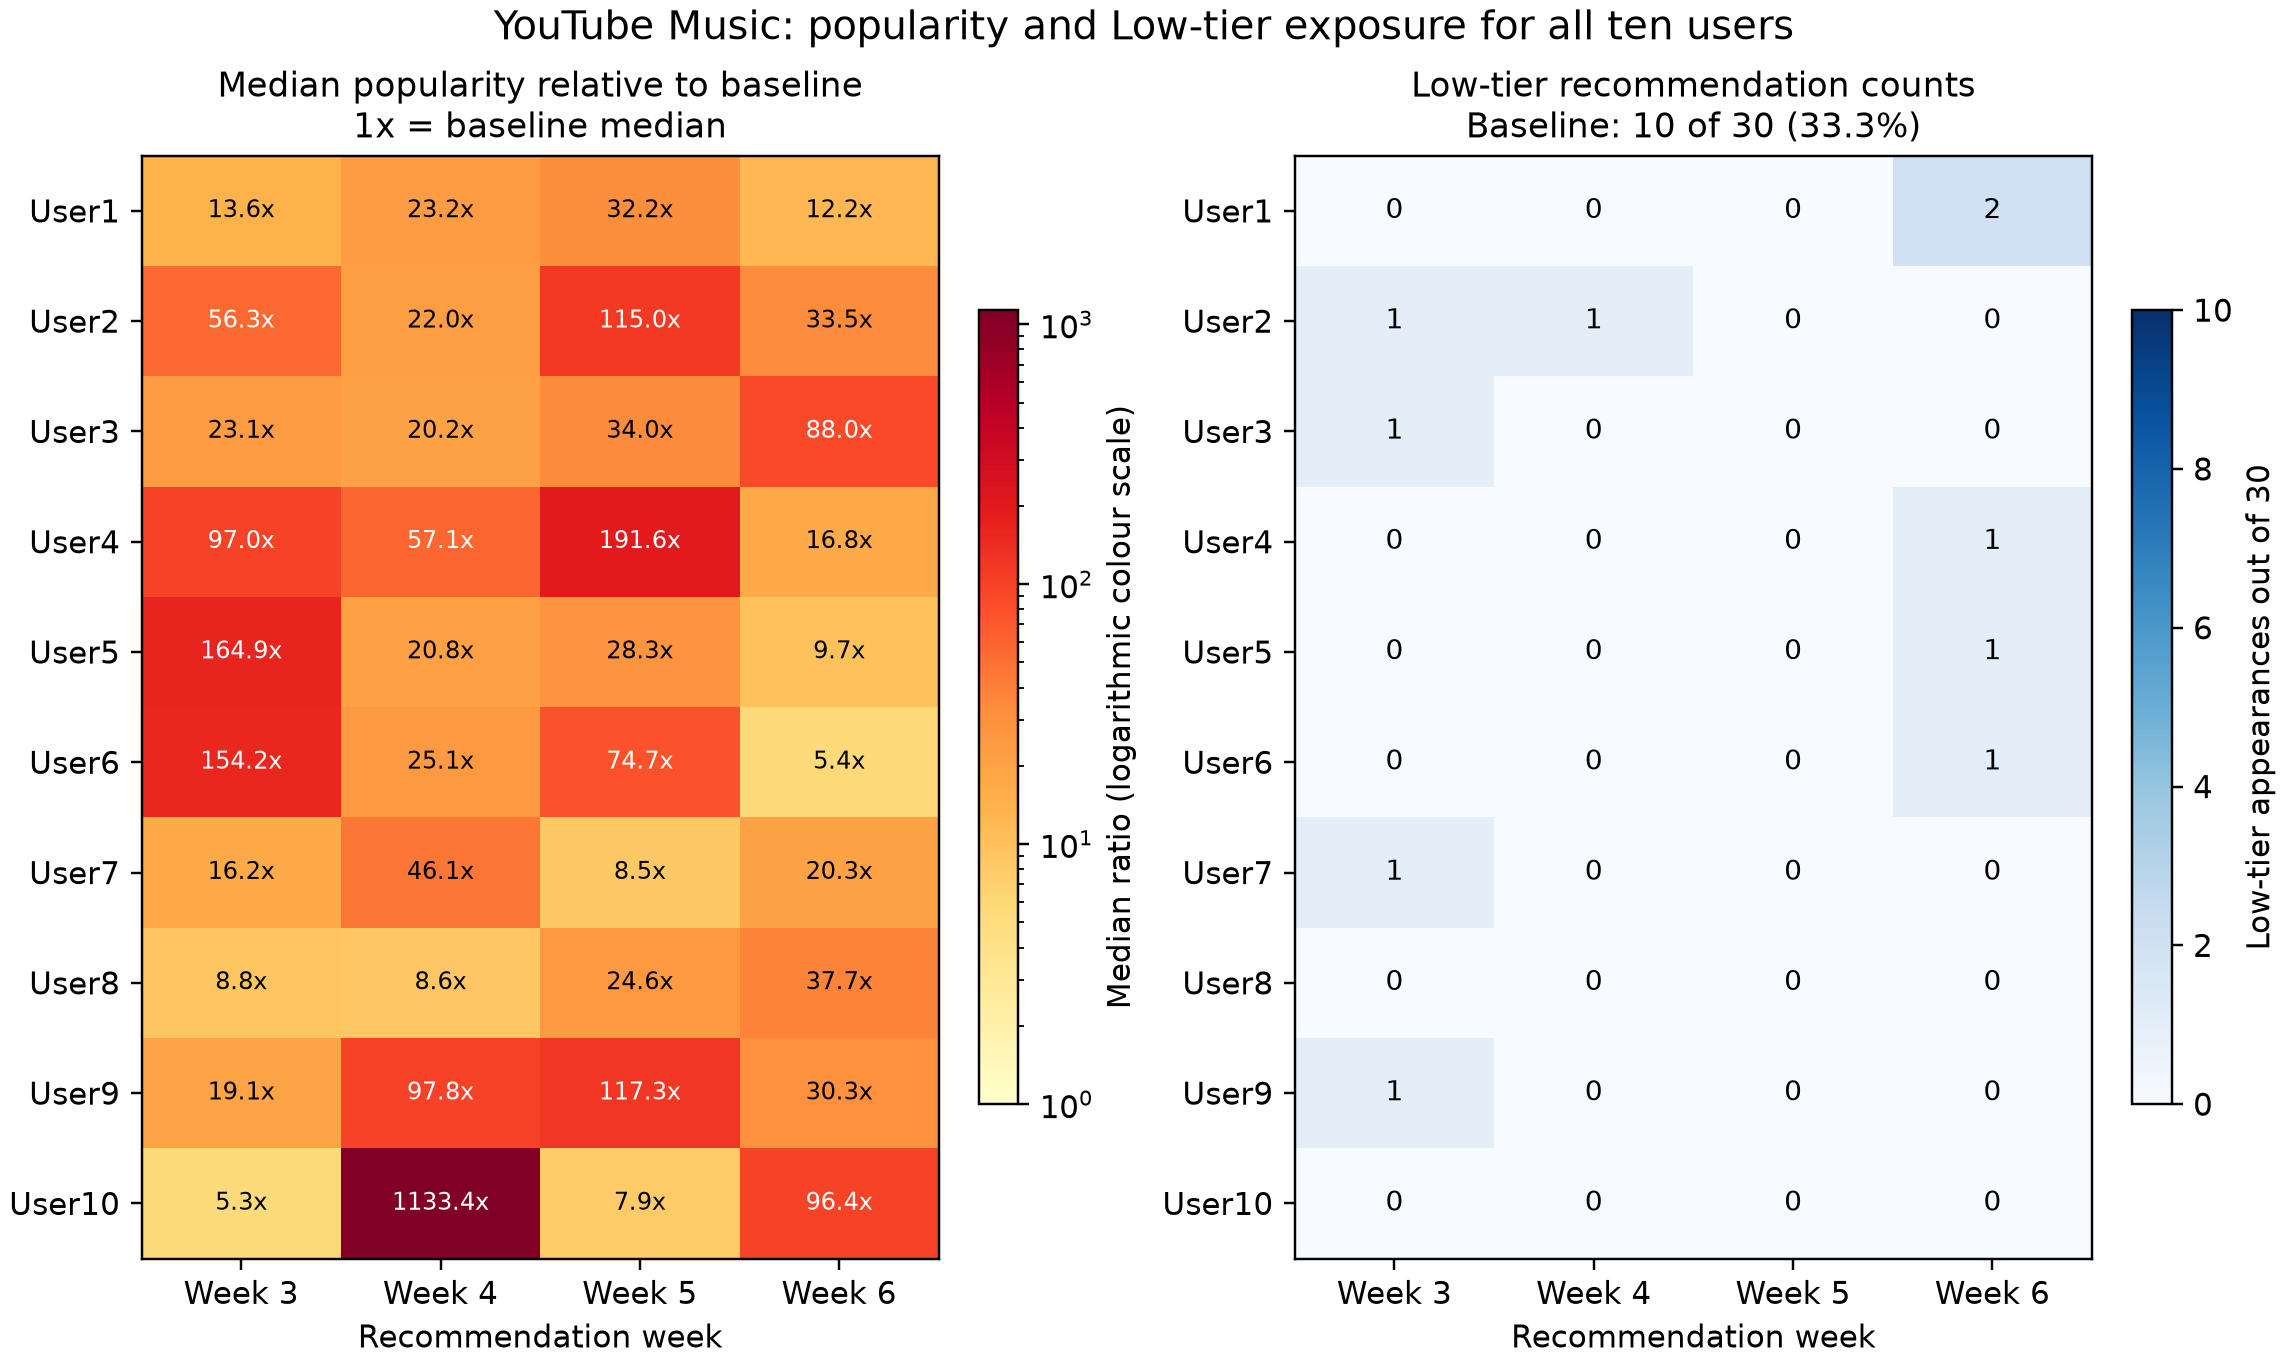 YouTube Music: popularity and Low-tier exposure for all ten users
Median popularity relative to baseline
1x = baseline median
User1 13.6x 23.2x 32.2x 12.2x
User2 56.3x 22.0x 115.0x 33.5x
User3 23.1x 20.2x 34.0x 88.0x
User4 97.0x 57.1x 191.6x 16.8x
User5 164.9x 20.8x 28.3x 9.7x
User6 154.2x 25.1x 74.7x 5.4x
User7 16.2x 46.1x 8.5x 20.3x
User8 8.8x 8.6x 24.6x 37.7x
User9 19.1x 97.8x 117.3x 30.3x
User10 5.3x 1133.4x 7.9x 96.4x
Week 3 Week 4 Week 5 Week 6
Recommendation week
10³
10²
10¹
10⁰
Median ratio (logarithmic colour scale)
Low-tier recommendation counts
Baseline: 10 of 30 (33.3%)
User1 0 0 0 2
User2 1 1 0 0
User3 1 0 0 0
User4 0 0 0 1
User5 0 0 0 1
User6 0 0 0 1
User7 1 0 0 0
User8 0 0 0 0
User9 1 0 0 0
User10 0 0 0 0
Week 3 Week 4 Week 5 Week 6
Recommendation week
10
8
6
4
2
0
Low-tier appearances out of 30